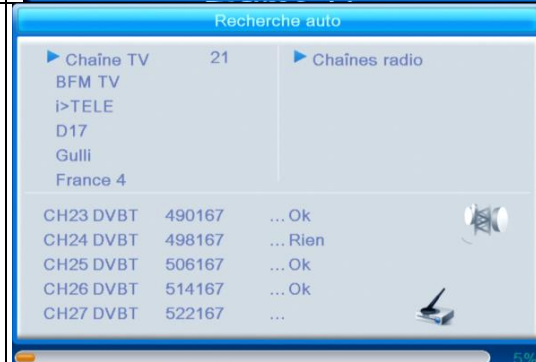 Recherche auto
Chaîne TV 21
BFM TV
i>TELE
D17
Gulli
France 4
Chaînes radio
CH23 DVBT 490167 ... Ok
CH24 DVBT 498167 ... Rien
CH25 DVBT 506167 ... Ok
CH26 DVBT 514167 ... Ok
CH27 DVBT 522167 ...
5%